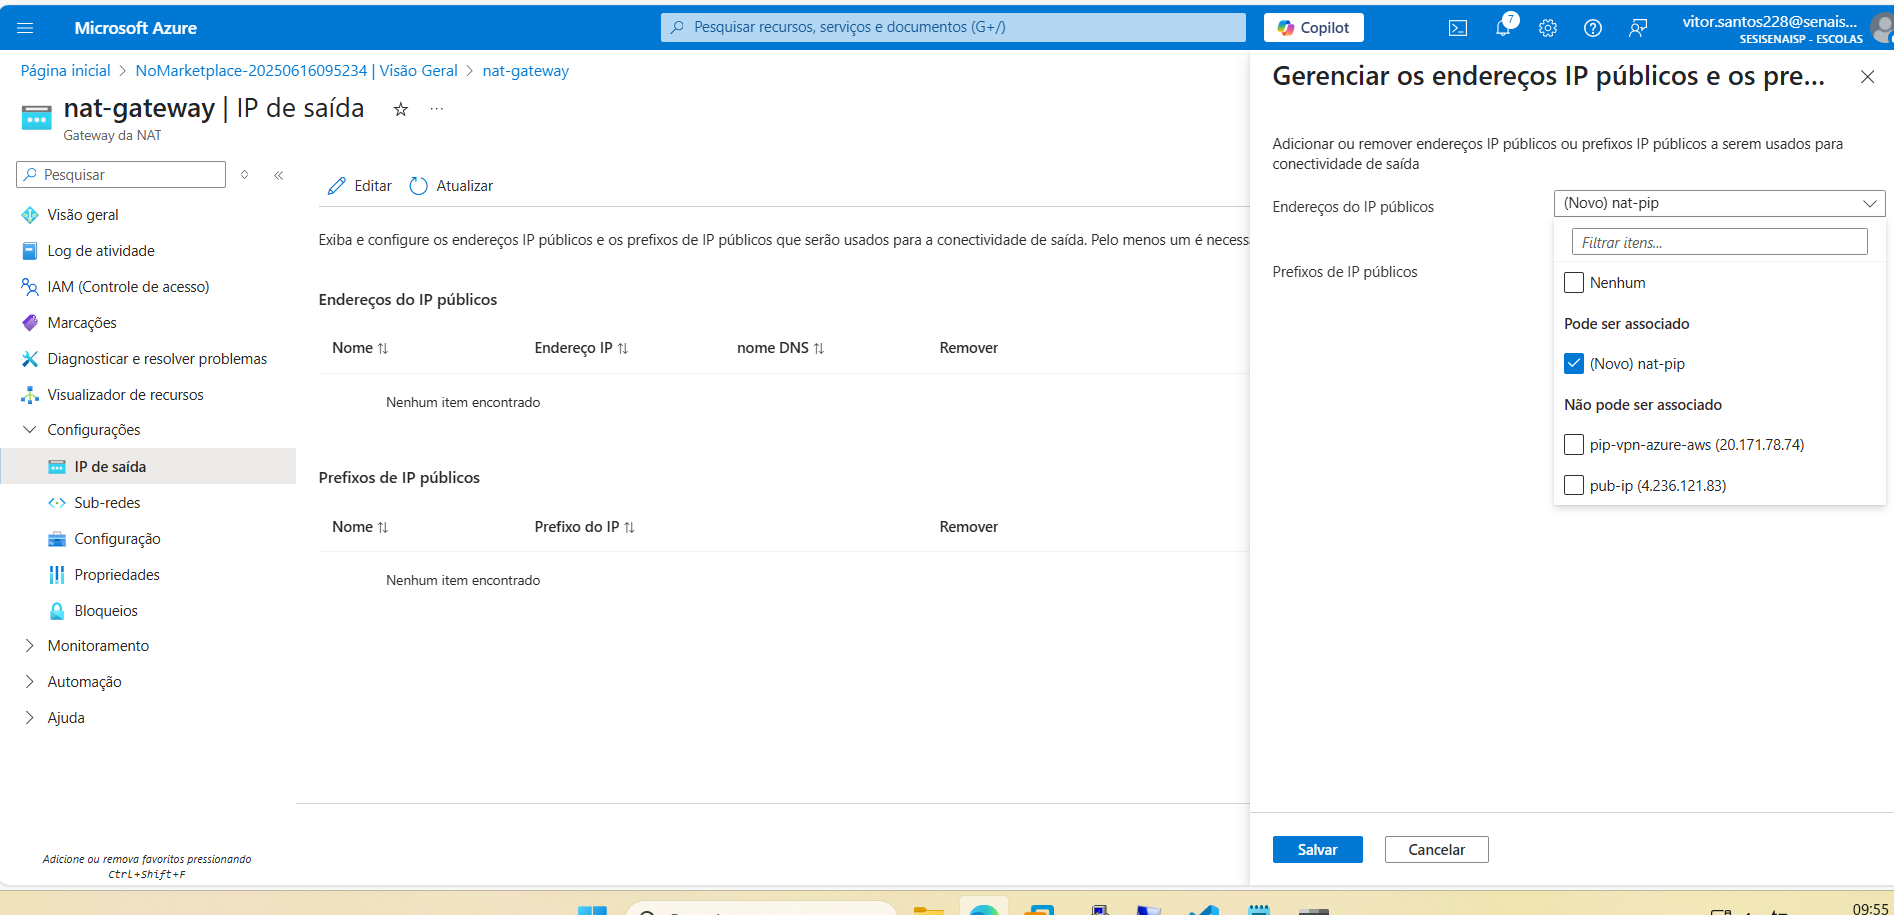 Microsoft Azure
Pesquisar recursos, serviços e documentos (G+/)
Copilot
7
vitor.santos228@senais...
SESISENAISP - ESCOLAS
Página inicial > NoMarketplace-20250616095234 | Visão Geral > nat-gateway
nat-gateway | IP de saída
Gateway da NAT
Pesquisar
Visão geral
Log de atividade
IAM (Controle de acesso)
Marcações
Diagnosticar e resolver problemas
Visualizador de recursos
Configurações
IP de saída
Sub-redes
Configuração
Propriedades
Bloqueios
Monitoramento
Automação
Ajuda
Adicione ou remova favoritos pressionando
Ctrl+Shift+F
Editar
Atualizar
Exiba e configure os endereços IP públicos e os prefixos de IP públicos que serão usados para a conectividade de saída. Pelo menos um é necess
Endereços do IP públicos
Nome
Endereço IP
nome DNS
Remover
Nenhum item encontrado
Prefixos de IP públicos
Nome
Prefixo do IP
Remover
Nenhum item encontrado
Gerenciar os endereços IP públicos e os pre...
Adicionar ou remover endereços IP públicos ou prefixos IP públicos a serem usados para
conectividade de saída
Endereços do IP públicos
(Novo) nat-pip
Filtrar itens...
Prefixos de IP públicos
Nenhum
Pode ser associado
(Novo) nat-pip
Não pode ser associado
pip-vpn-azure-aws (20.171.78.74)
pub-ip (4.236.121.83)
Salvar
Cancelar
09:55